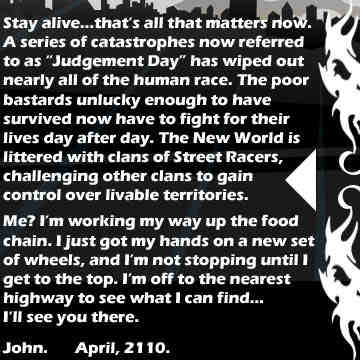 Stay alive...that's all that matters now.
A series of catastrophes now referred
to as “Judgement Day” has wiped out
nearly all of the human race. The poor
bastards unlucky enough to have
survived now have to fight for their
lives day after day. The New World is
littered with clans of Street Racers,
challenging other clans to gain
control over livable territories.
Me? I'm working my way up the food
chain. I just got my hands on a new set
of wheels, and I'm not stopping until I
get to the top. I'm off to the nearest
highway to see what I can find...
I'll see you there.
John. April, 2110.